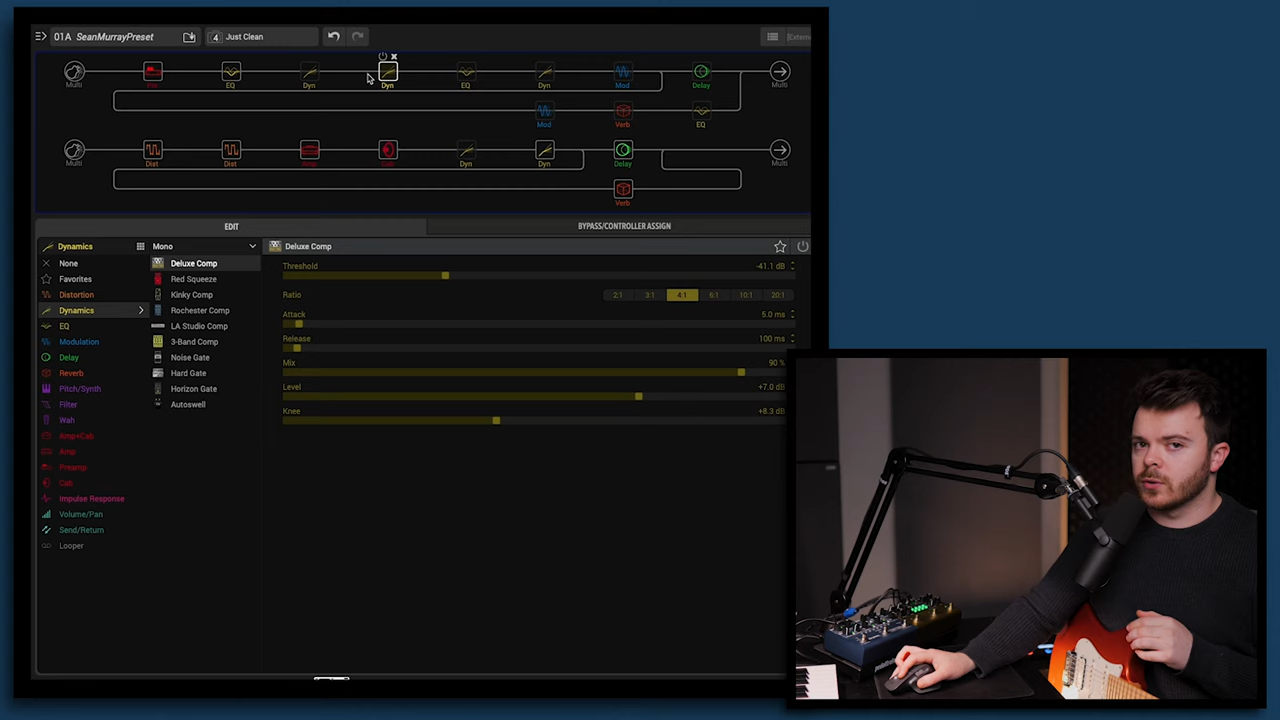 01A SeanMurrayPreset 4 Just Clean
Multi EQ Dyn Dyn EQ Dyn Mod Delay Multi
Mod Verb EQ
Multi Dist Dist Amp Cab Dyn Dyn Delay Multi
Verb
EDIT BYPASS/CONTROLLER ASSIGN
Dynamics Mono Deluxe Comp
None Deluxe Comp Threshold -41.1 dB
Favorites Red Squeeze
Distortion Kinky Comp Ratio 2:1 3:1 4:1 6:1 10:1 20:1
Dynamics Rochester Comp Attack 5.0 ms
EQ LA Studio Comp
Modulation 3-Band Comp Release 100 ms
Delay Noise Gate Mix 90 %
Reverb Hard Gate
Pitch/Synth Horizon Gate Level +7.0 dB
Filter Autoswell Knee +8.3 dB
Wah
Amp+Cab
Amp
Preamp
Cab
Impulse Response
Volume/Pan
Send/Return
Looper